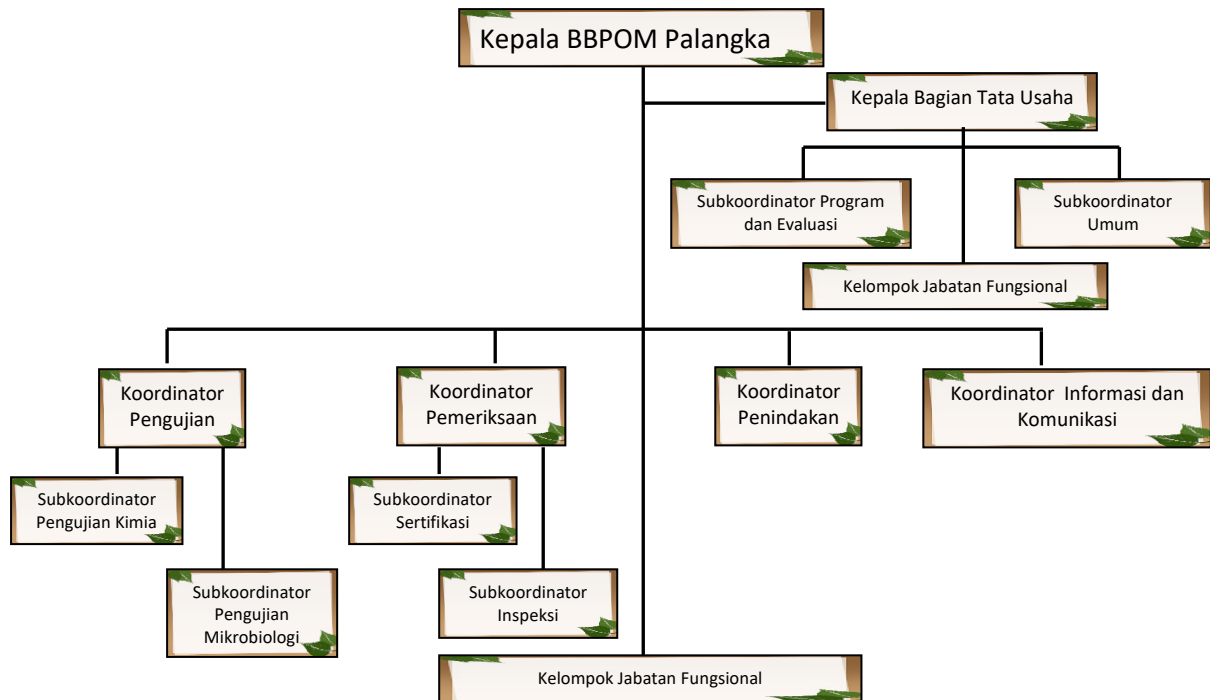 Kepala BBPOM Palangka
Kepala Bagian Tata Usaha
Subkoordinator Program
dan Evaluasi
Subkoordinator
Umum
Kelompok Jabatan Fungsional
Koordinator
Pengujian
Koordinator
Pemeriksaan
Koordinator
Penindakan
Koordinator Informasi dan
Komunikasi
Subkoordinator
Pengujian Kimia
Subkoordinator
Sertifikasi
Subkoordinator
Pengujian
Mikrobiologi
Subkoordinator
Inspeksi
Kelompok Jabatan Fungsional